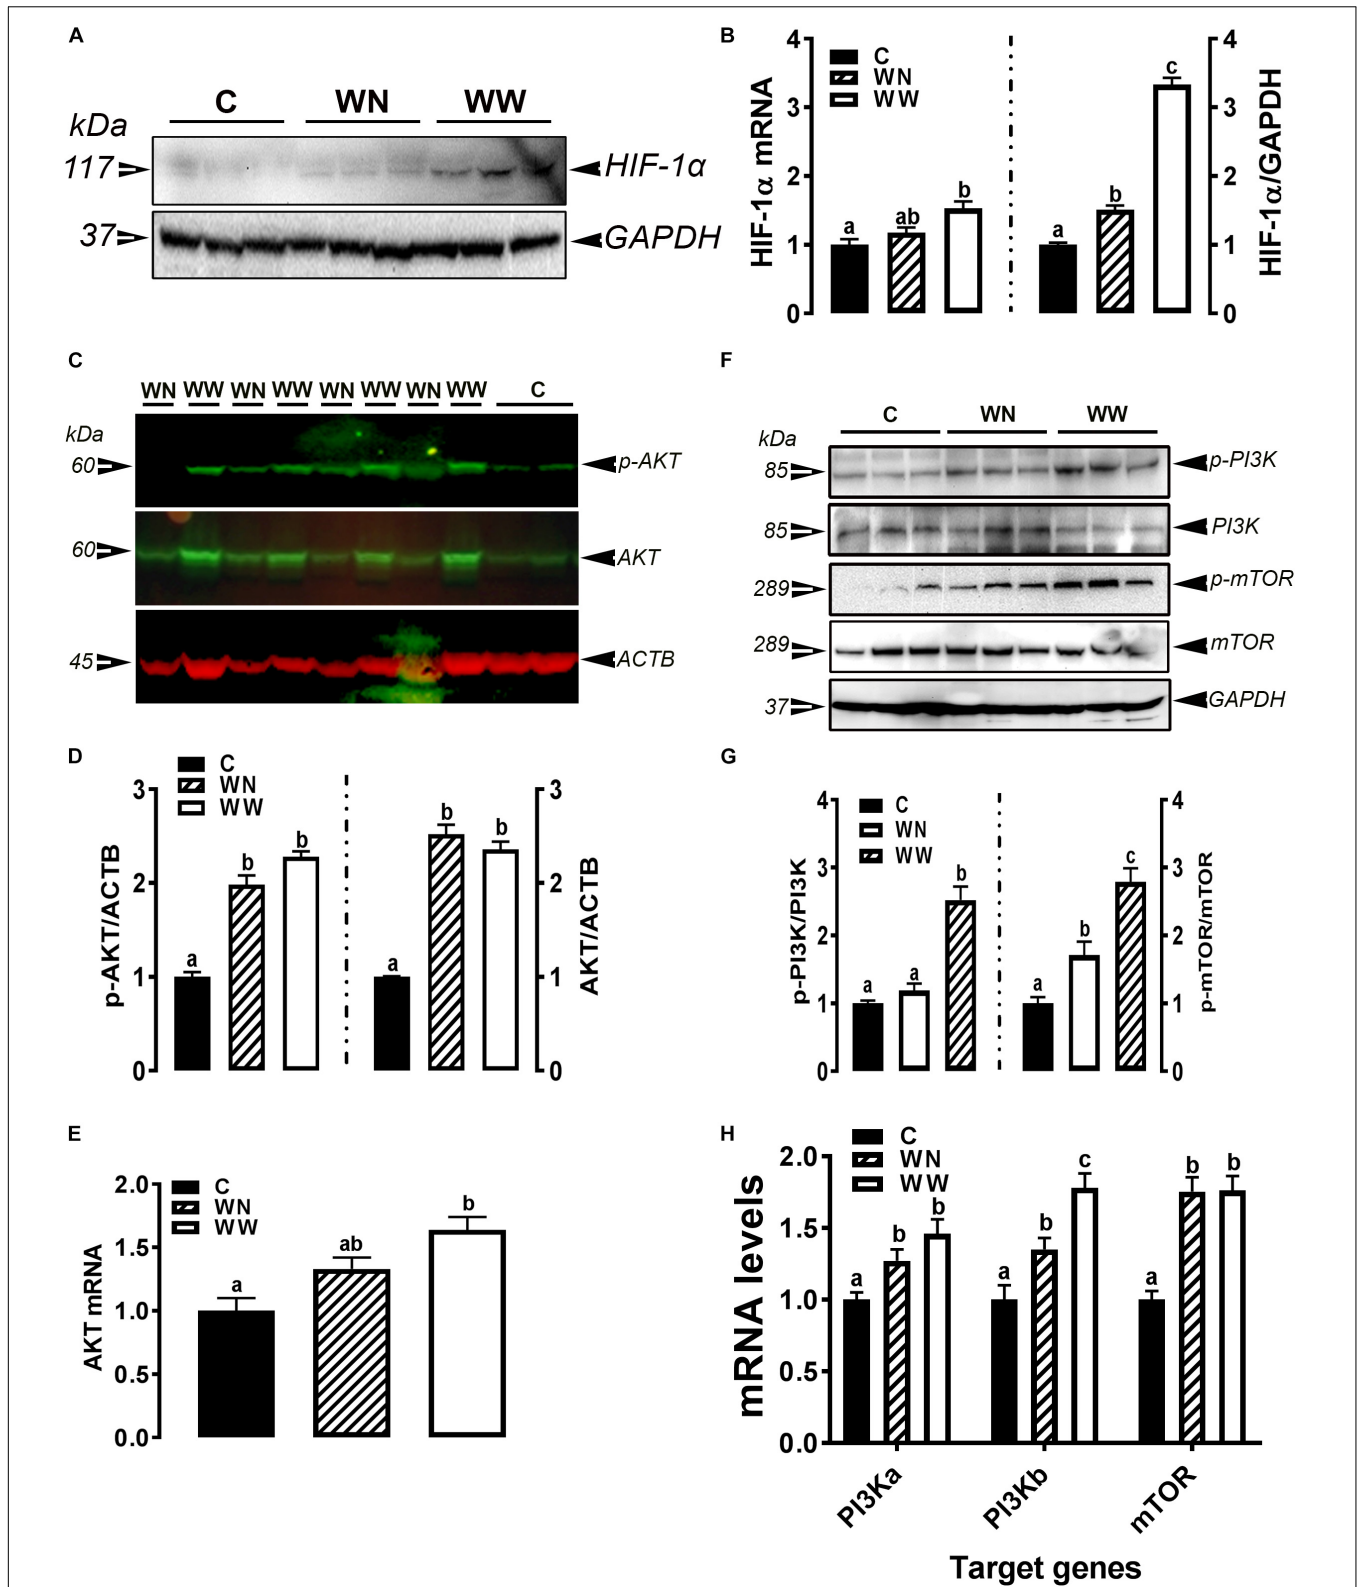 A
C WN WW
kDa
117
HIF-1α
37
GAPDH
B
C
WN
WW
HIF-1α mRNA
4
3
2
1
0
a ab b
a b c
4
3
2
1
0
HIF-1α/GAPDH
C
WN WW WN WW WN WW WN WW C
kDa
60
p-AKT
60
AKT
45
ACTB
F
C WN WW
kDa
85
p-PI3K
85
PI3K
289
p-mTOR
289
mTOR
37
GAPDH
D
C
WN
WW
p-AKT/ACTB
3
2
1
0
a b b
a b b
3
2
1
0
AKT/ACTB
G
C
WN
WW
p-PI3K/PI3K
4
3
2
1
0
a a b
a b c
4
3
2
1
0
p-mTOR/mTOR
E
C
WN
WW
AKT mRNA
2.0
1.5
1.0
0.5
0.0
a ab b
H
C
WN
WW
mRNA levels
2.0
1.5
1.0
0.5
0.0
a b b
a b c
a b b
PI3Ka PI3Kb mTOR
Target genes